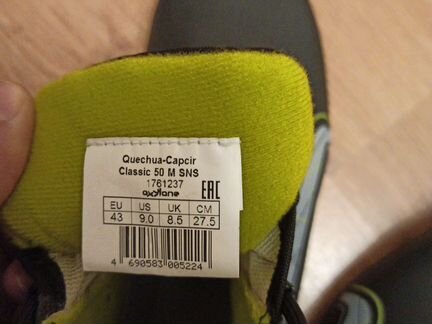 Quechua-Capcir
Classic 50 M SNS
1761237
oxylane
EAC
EU US UK CM
43 9.0 8.5 27.5
4 690583 005224